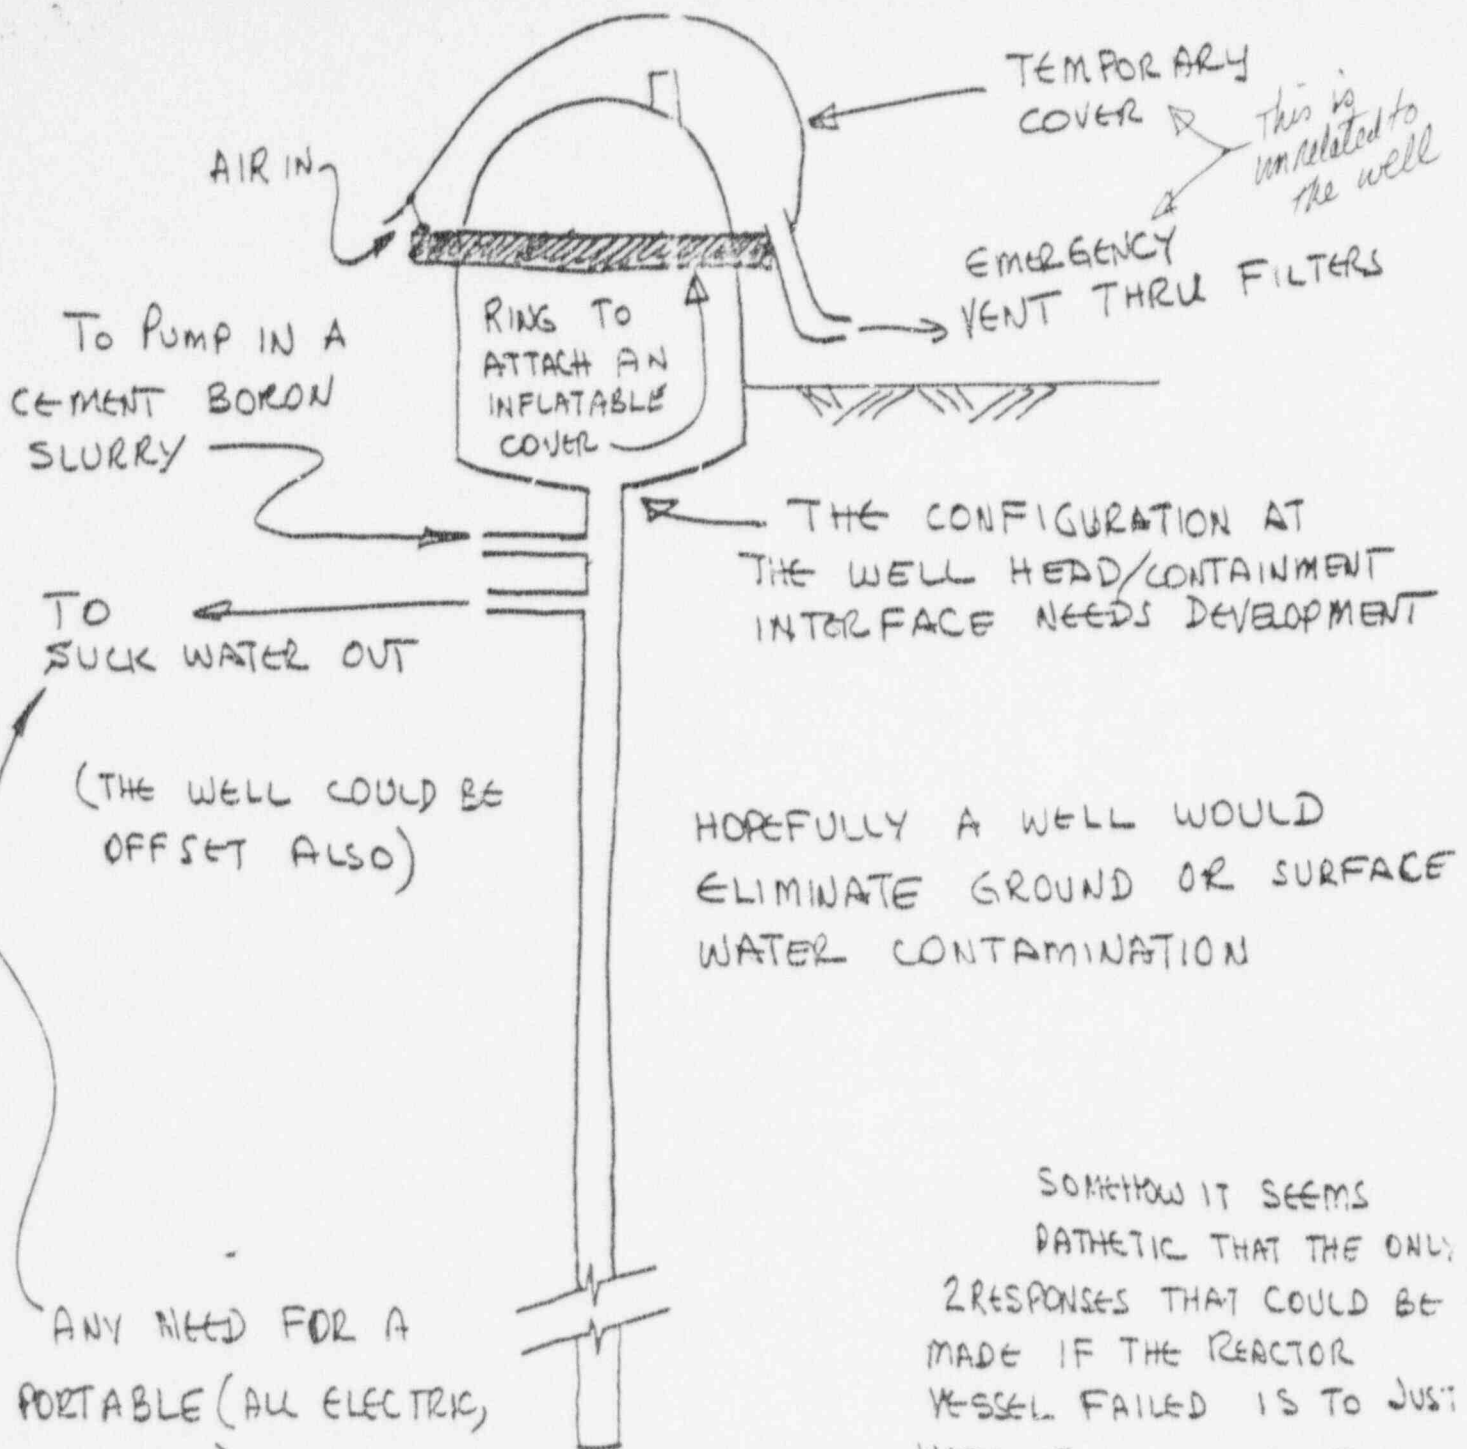 TEMPORARY
COVER
This is
unrelated to
the well
AIR IN
EMERGENCY
VENT THRU FILTERS
RING TO
ATTACH AN
INFLATABLE
COVER
TO PUMP IN A
CEMENT BORON
SLURRY
THE CONFIGURATION AT
THE WELL HEAD/CONTAINMENT
INTERFACE NEEDS DEVELOPMENT
TO
SUCK WATER OUT
(THE WELL COULD BE
OFFSET ALSO)
HOPEFULLY A WELL WOULD
ELIMINATE GROUND OR SURFACE
WATER CONTAMINATION
ANY NEED FOR A
PORTABLE (ALL ELECTRIC,
SOMEHOW IT SEEMS
PATHETIC THAT THE ONLY
2 RESPONSES THAT COULD BE
MADE IF THE REACTOR
VESSEL FAILED IS TO JUST